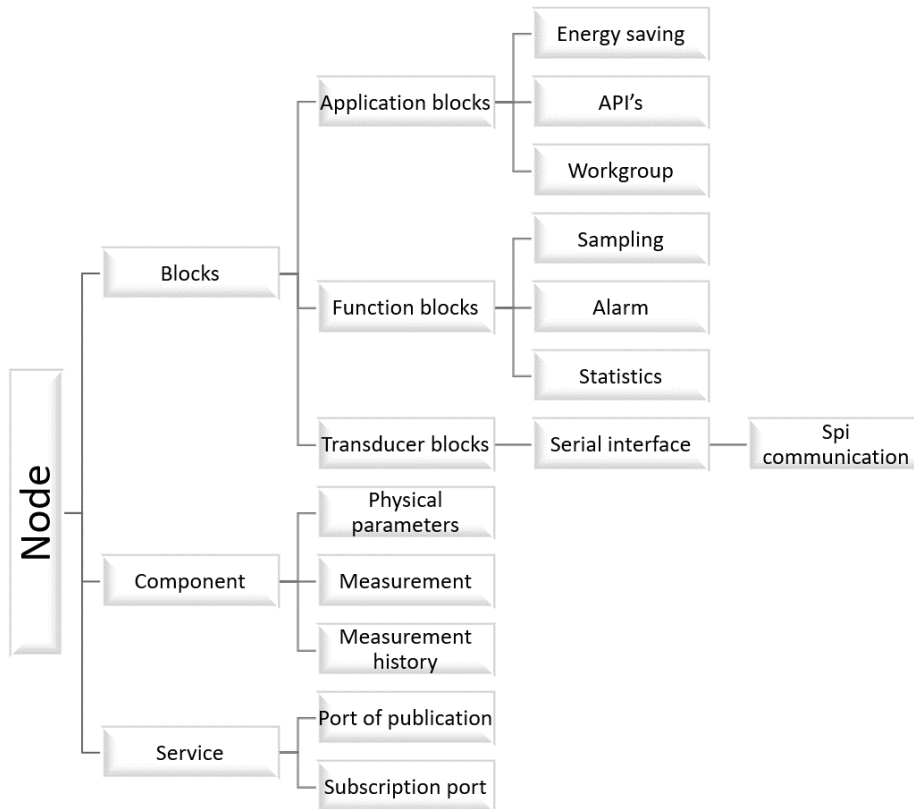 Node
Blocks
Application blocks
Energy saving
API's
Workgroup
Function blocks
Sampling
Alarm
Statistics
Transducer blocks
Serial interface
Spi
communication
Component
Physical
parameters
Measurement
Measurement
history
Service
Port of publication
Subscription port